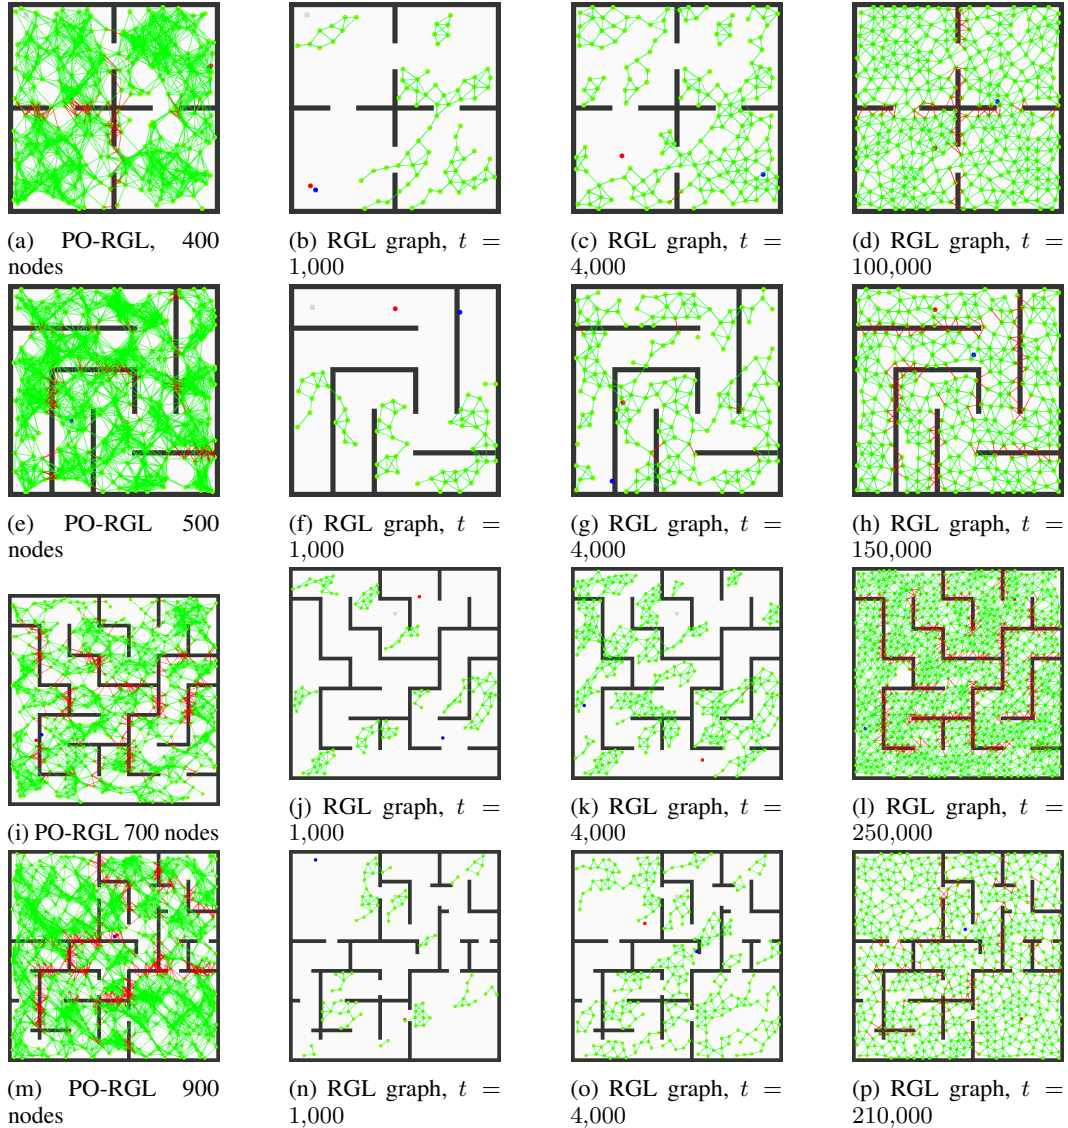 (a) PO-RGL, 400
nodes
(b) RGL graph, t =
1,000
(c) RGL graph, t =
4,000
(d) RGL graph, t =
100,000
(e) PO-RGL 500
nodes
(f) RGL graph, t =
1,000
(g) RGL graph, t =
4,000
(h) RGL graph, t =
150,000
(i) PO-RGL 700 nodes
(j) RGL graph, t =
1,000
(k) RGL graph, t =
4,000
(l) RGL graph, t =
250,000
(m) PO-RGL 900
nodes
(n) RGL graph, t =
1,000
(o) RGL graph, t =
4,000
(p) RGL graph, t =
210,000